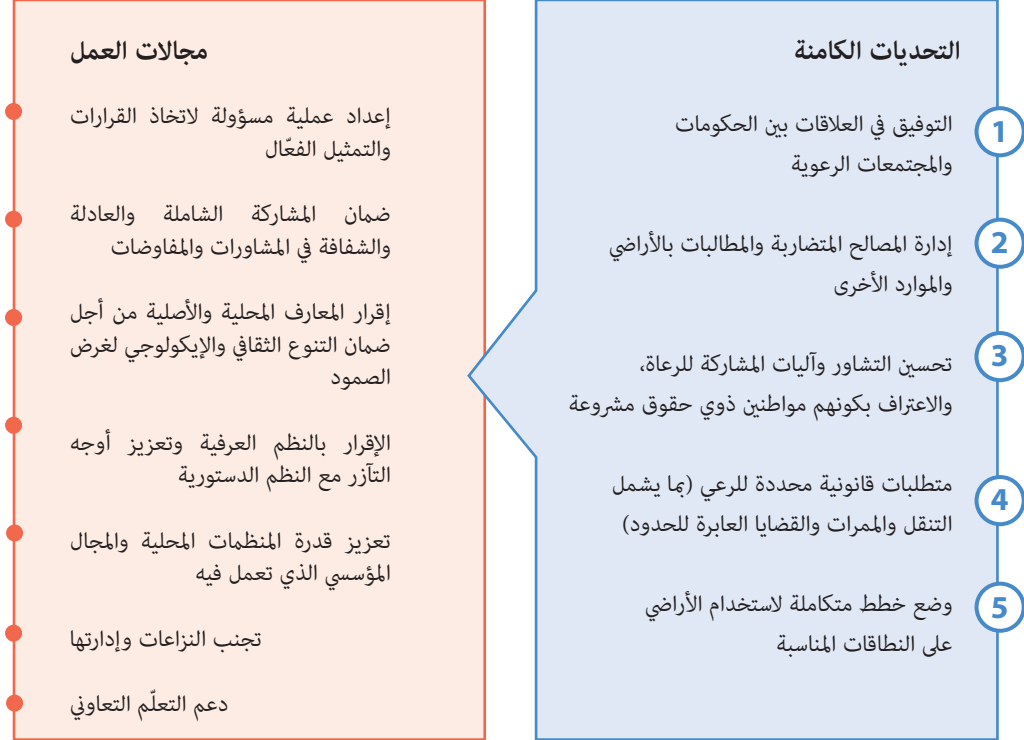 التحديات الكامنة
1
التوفيق في العلاقات بين الحكومات
والمجتمعات الرعوية
2
إدارة المصالح المتضاربة والمطالبات بالأراضي
والموارد الأخرى
3
تحسين التشاور وآليات المشاركة للرعاة،
والاعتراف بكونهم مواطنين ذوي حقوق مشروعة
4
متطلبات قانونية محددة للرعي (بما يشمل
التنقل والممرات والقضايا العابرة للحدود)
5
وضع خطط متكاملة لاستخدام الأراضي
على النطاقات المناسبة
مجالات العمل
إعداد عملية مسؤولة لاتخاذ القرارات
والتمثيل الفعّال
ضمان المشاركة الشاملة والعادلة
والشفافة في المشاورات والمفاوضات
إقرار المعارف المحلية والأصلية من أجل
ضمان التنوع الثقافي والإيكولوجي لغرض
الصمود
الإقرار بالنظم العرفية وتعزيز أوجه
التآزر مع النظم الدستورية
تعزيز قدرة المنظمات المحلية والمجال
المؤسسي الذي تعمل فيه
تجنب النزاعات وإدارتها
دعم التعلّم التعاوني